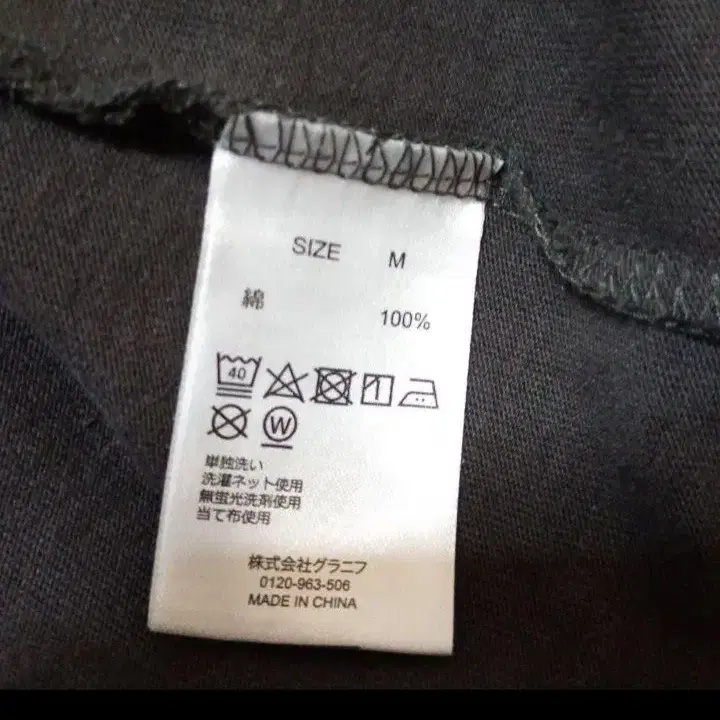 SIZE M
綿 100%
40
W
単独洗い
洗濯ネット使用
無蛍光洗剤使用
当て布使用
株式会社グラニフ
0120-963-506
MADE IN CHINA